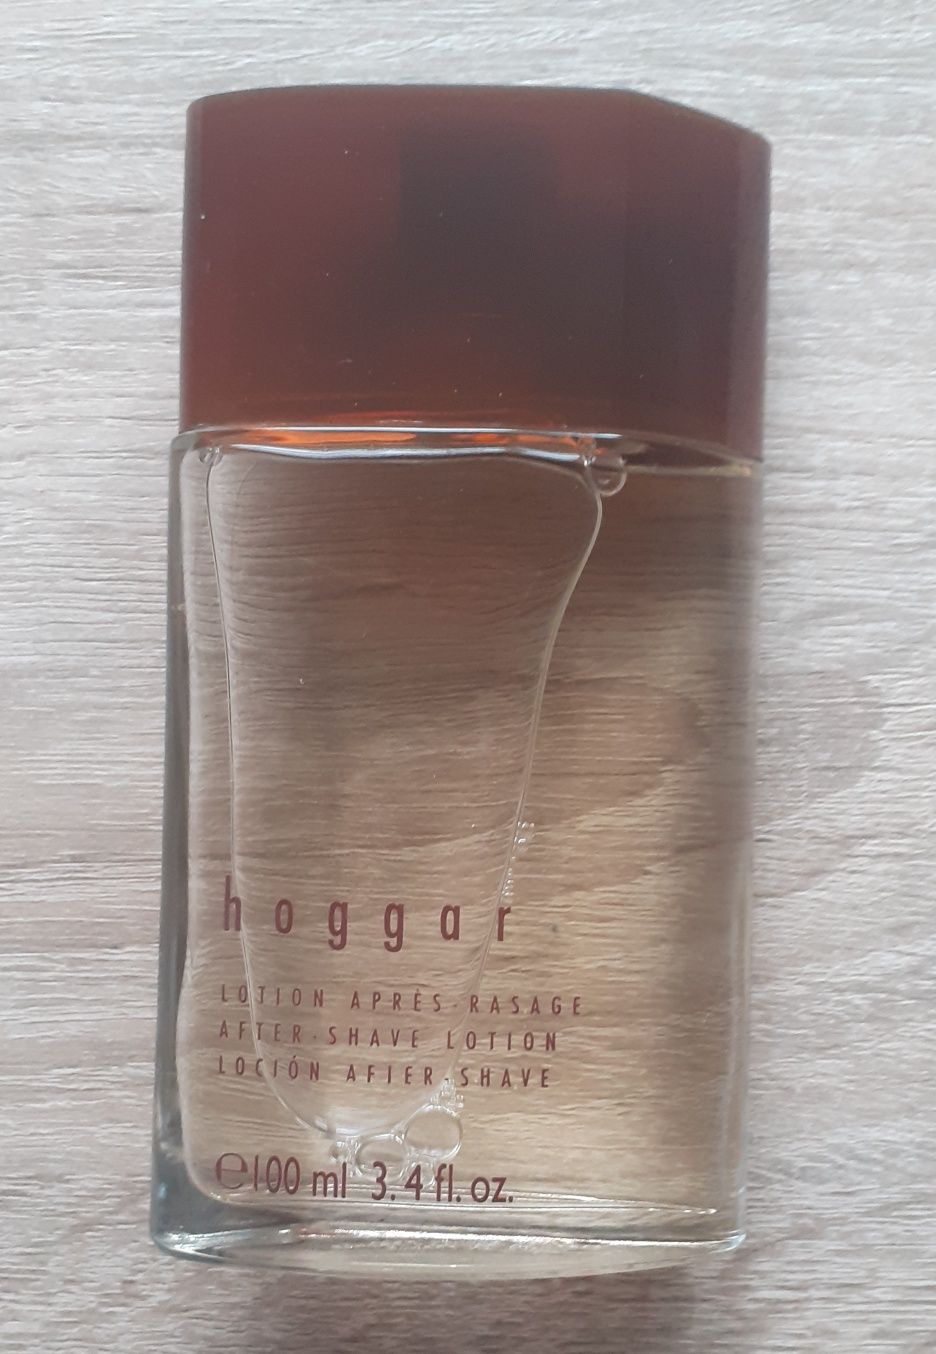 hoggar
LOTION APRÈS-RASAGE
AFTER-SHAVE LOTION
LOCIÓN AFTER-SHAVE
℮100 ml 3.4 fl. oz.